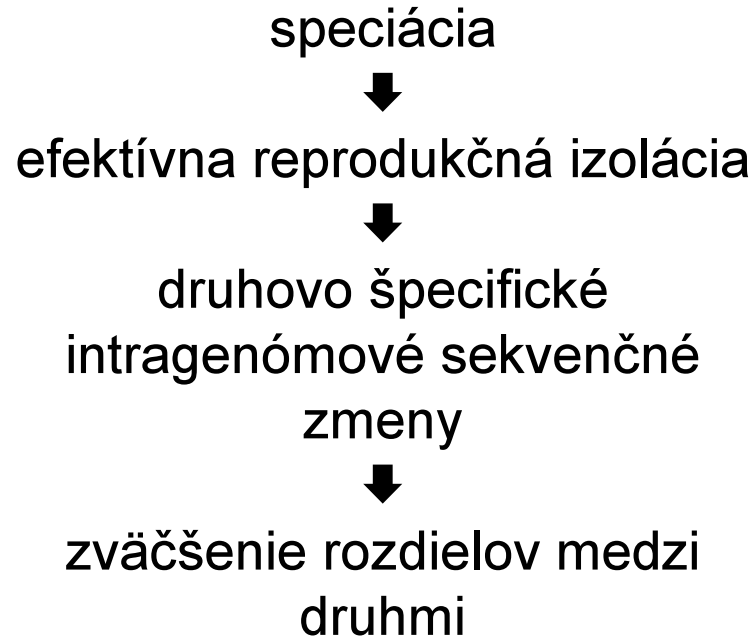 speciácia
efektívna reprodukčná izolácia
druhovo špecifické
intragenómové sekvenčné
zmeny
zväčšenie rozdielov medzi
druhmi